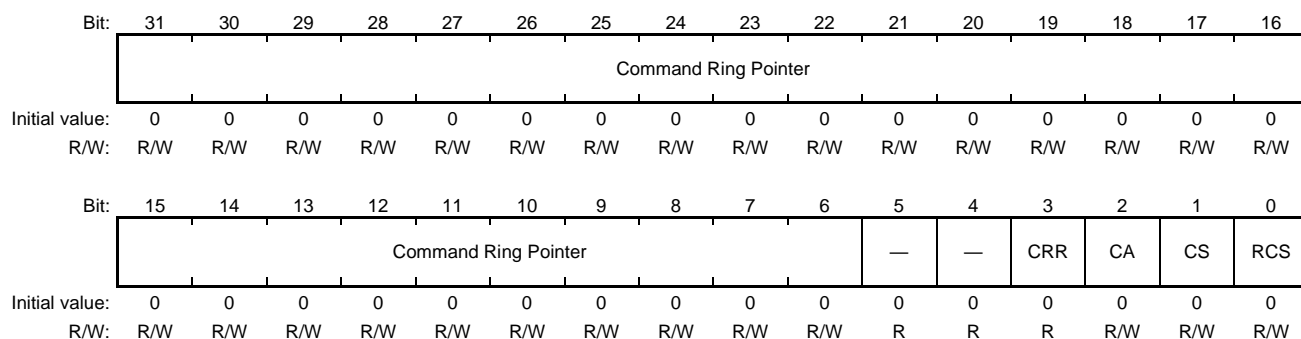 Bit: 31 30 29 28 27 26 25 24 23 22 21 20 19 18 17 16
Command Ring Pointer
Initial value: 0 0 0 0 0 0 0 0 0 0 0 0 0 0 0 0
R/W: R/W R/W R/W R/W R/W R/W R/W R/W R/W R/W R/W R/W R/W R/W R/W R/W
Bit: 15 14 13 12 11 10 9 8 7 6 5 4 3 2 1 0
Command Ring Pointer — — CRR CA CS RCS
Initial value: 0 0 0 0 0 0 0 0 0 0 0 0 0 0 0 0
R/W: R/W R/W R/W R/W R/W R/W R/W R/W R/W R/W R R R R/W R/W R/W